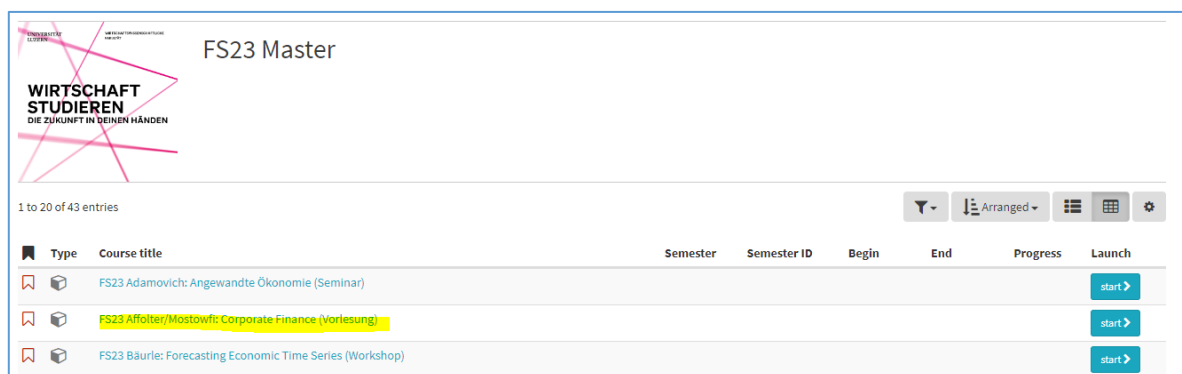 UNIVERSITÄT
LUZERN
WIRTSCHAFTSWISSENSCHAFTLICHE
FAKULTÄT
FS23 Master
WIRTSCHAFT
STUDIEREN
DIE ZUKUNFT IN DEINEN HÄNDEN
1 to 20 of 43 entries
Arranged
Type Course title Semester Semester ID Begin End Progress Launch
FS23 Adamovich: Angewandte Ökonomie (Seminar) start
FS23 Affolter/Mostowfi: Corporate Finance (Vorlesung) start
FS23 Bäurle: Forecasting Economic Time Series (Workshop) start